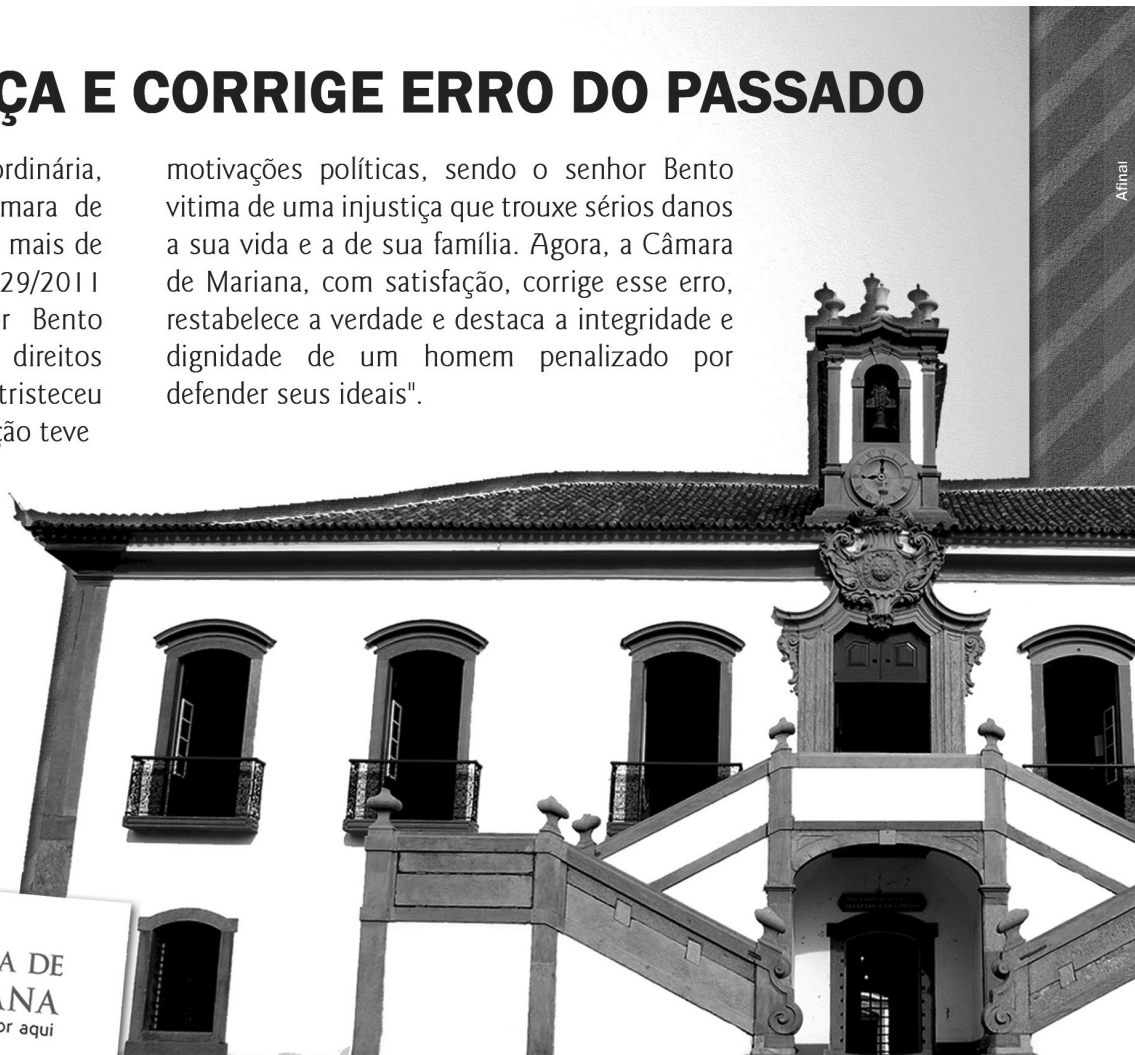 ÇA E CORRIGE ERRO DO PASSADO
ordinária,
mara de
mais de
29/2011
r Bento
direitos
tristeceu
ção teve
motivações políticas, sendo o senhor Bento
vitima de uma injustiça que trouxe sérios danos
a sua vida e a de sua família. Agora, a Câmara
de Mariana, com satisfação, corrige esse erro,
restabelece a verdade e destaca a integridade e
dignidade de um homem penalizado por
defender seus ideais".
Afinal
A DE
ANA
or aqui